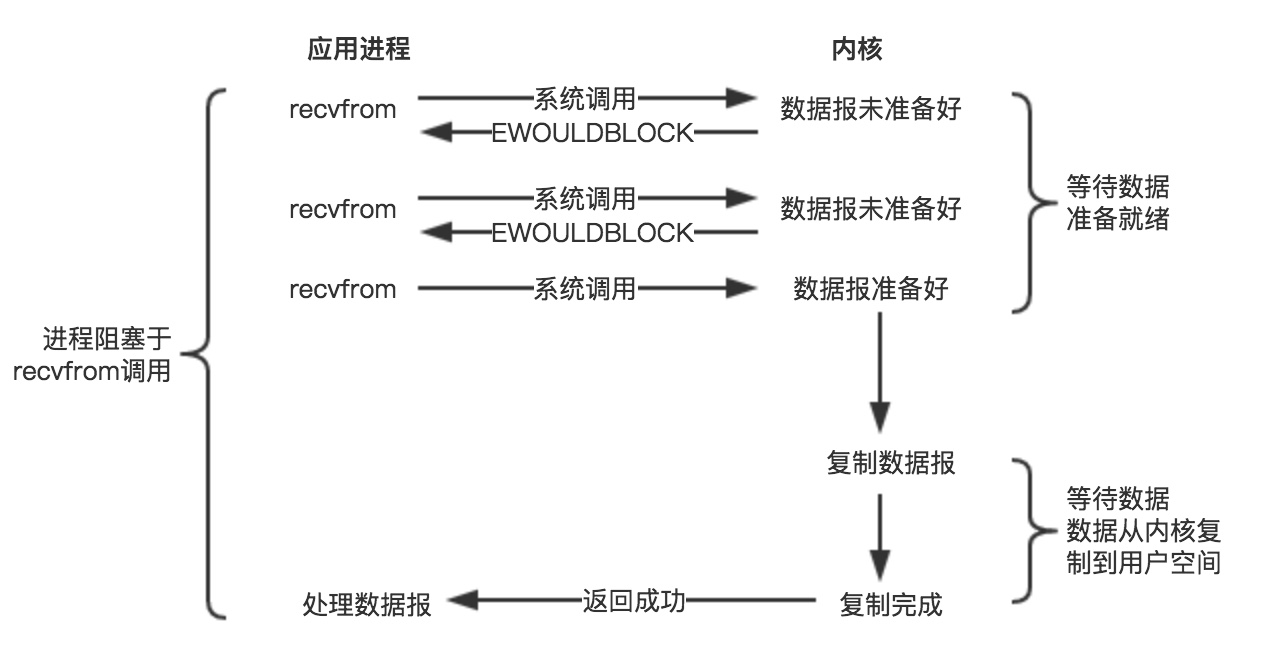 应用进程
内核
recvfrom
系统调用
数据报未准备好
EWOULDBLOCK
等待数据
准备就绪
recvfrom
系统调用
数据报未准备好
EWOULDBLOCK
recvfrom
系统调用
数据报准备好
进程阻塞于
recvfrom调用
复制数据报
等待数据
数据从内核复
制到用户空间
处理数据报
返回成功
复制完成